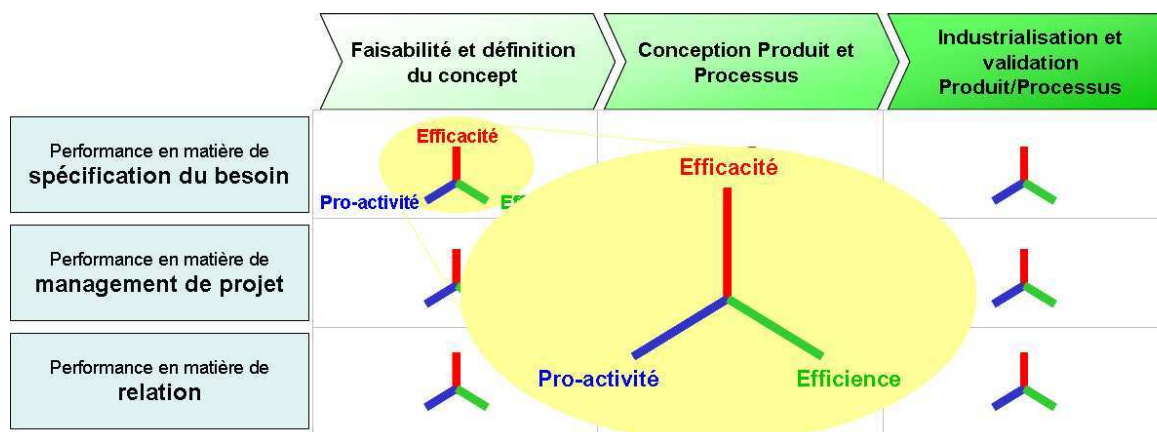 Faisabilité et définition
du concept
Conception Produit et
Processus
Industrialisation et
validation
Produit/Processus
Performance en matière de
spécification du besoin
Efficacité
Pro-activité
Performance en matière de
management de projet
Performance en matière de
relation
Efficacité
Pro-activité
Efficience